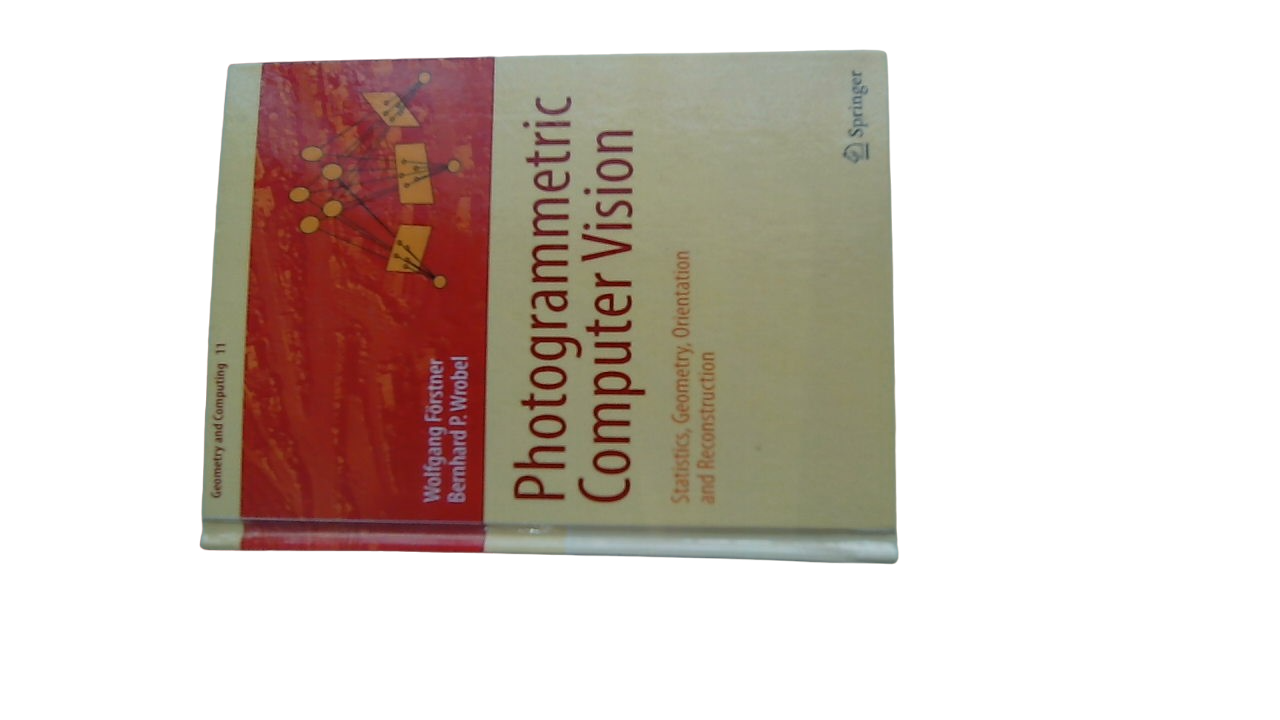 Geometry and Computing 11
Wolfgang Förstner
Bernhard P. Wrobel
Photogrammetric
Computer Vision
Statistics, Geometry, Orientation
and Reconstruction
Springer